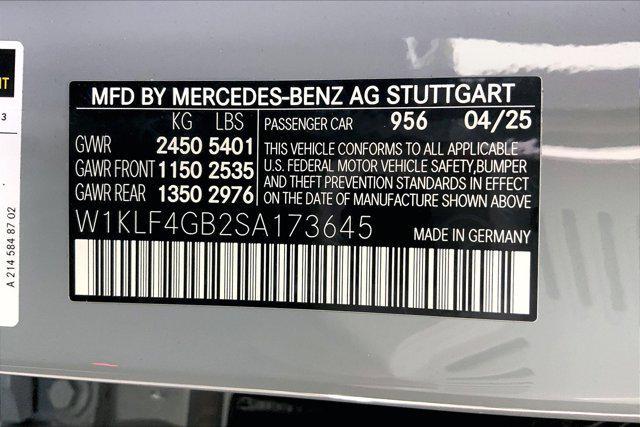 MFD BY MERCEDES-BENZ AG STUTTGART
KG LBS
GVWR 2450 5401
GAWR FRONT 1150 2535
GAWR REAR 1350 2976
PASSENGER CAR 956 04/25
THIS VEHICLE CONFORMS TO ALL APPLICABLE
U.S. FEDERAL MOTOR VEHICLE SAFETY, BUMPER
AND THEFT PREVENTION STANDARDS IN EFFECT
ON THE DATE OF MANUFACTURE SHOWN ABOVE
W1KLF4GB2SA173645 MADE IN GERMANY
A 214 584 87 02